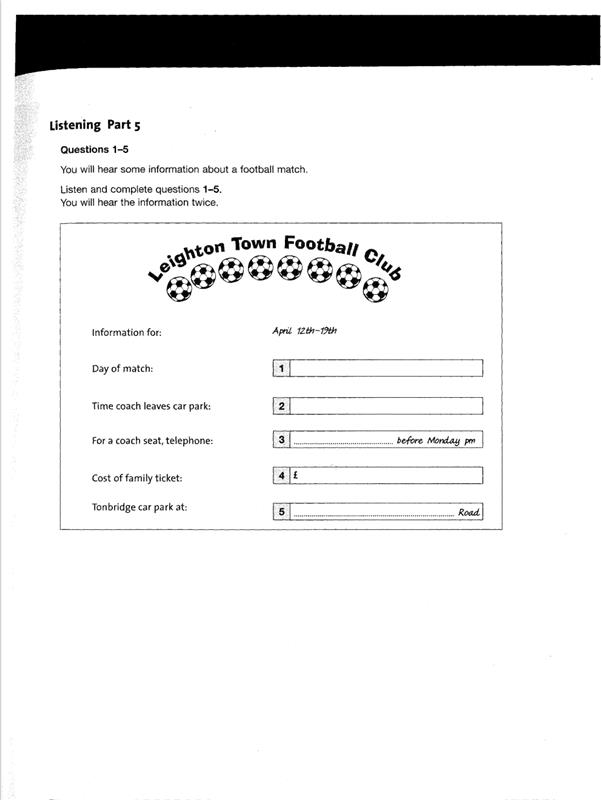 Listening Part 5
Questions 1–5
You will hear some information about a football match.
Listen and complete questions 1–5.
You will hear the information twice.
Leighton Town Football Club
Information for: April 12th–19th
Day of match: 1
Time coach leaves car park: 2
For a coach seat, telephone: 3 before Monday pm
Cost of family ticket: 4 £
Tonbridge car park at: 5 Road